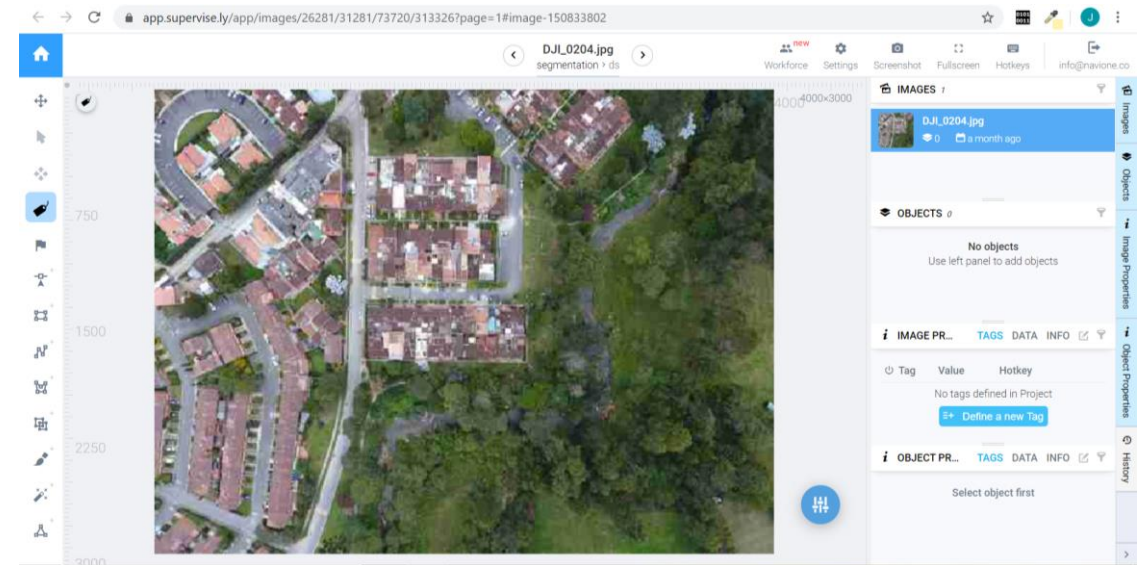 app.supervise.ly/app/images/26281/31281/73720/313326?page=1#image-150833802
J
DJI_0204.jpg
segmentation › ds
new
Workforce
Settings
Screenshot
Fullscreen
Hotkeys
info@navione.co
4000
4000×3000
750
1500
2250
3000
IMAGES 1
DJI_0204.jpg
0 a month ago
OBJECTS 0
No objects
Use left panel to add objects
IMAGE PR... TAGS DATA INFO
Tag Value Hotkey
No tags defined in Project
Define a new Tag
OBJECT PR... TAGS DATA INFO
Select object first
Images
Objects
Image Properties
Object Properties
History